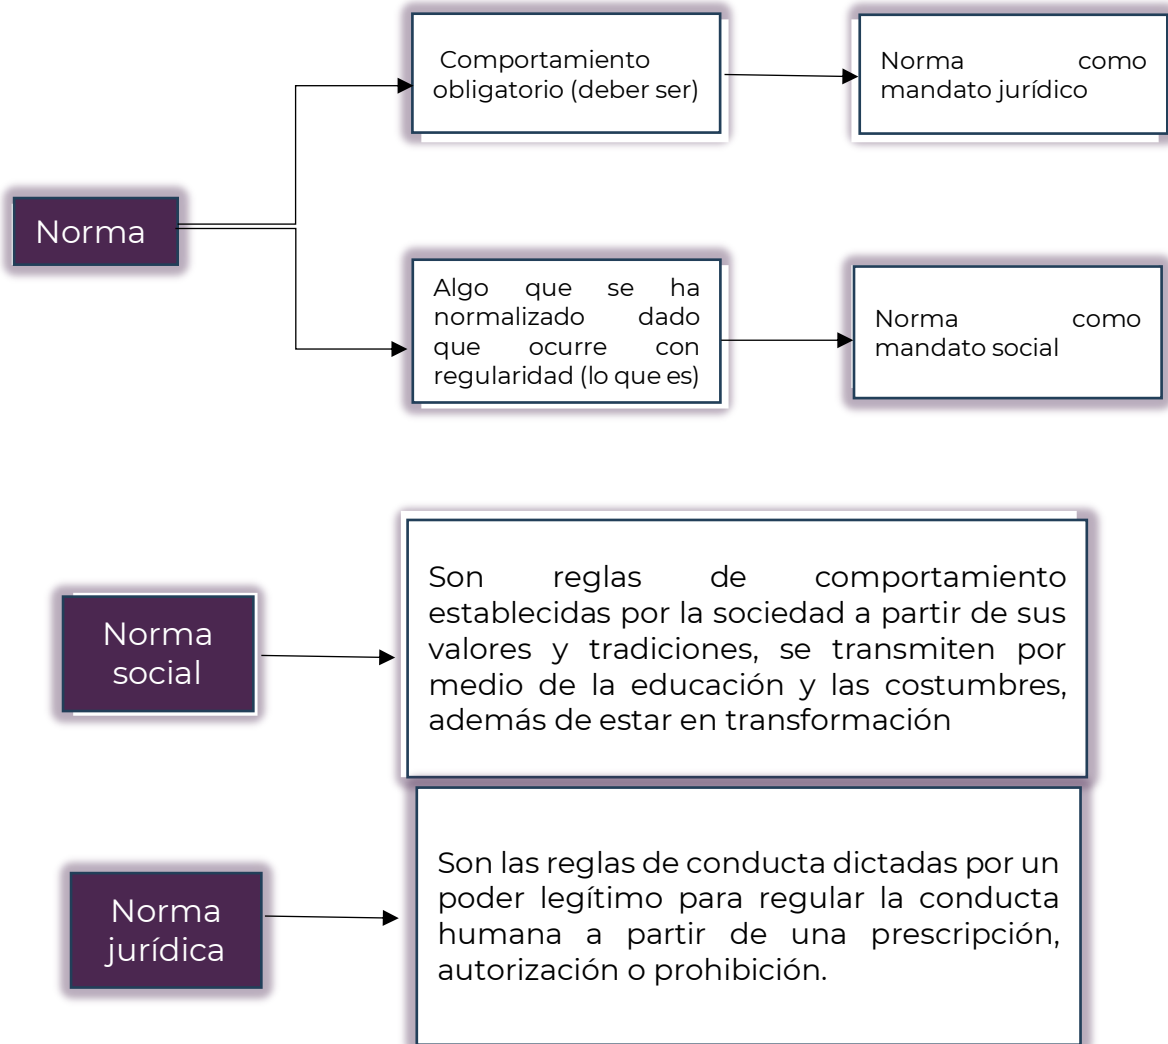 Norma
Comportamiento
obligatorio (deber ser)
Norma como
mandato jurídico
Algo que se ha
normalizado dado
que ocurre con
regularidad (lo que es)
Norma como
mandato social
Norma
social
Son reglas de comportamiento
establecidas por la sociedad a partir de sus
valores y tradiciones, se transmiten por
medio de la educación y las costumbres,
además de estar en transformación
Norma
jurídica
Son las reglas de conducta dictadas por un
poder legítimo para regular la conducta
humana a partir de una prescripción,
autorización o prohibición.